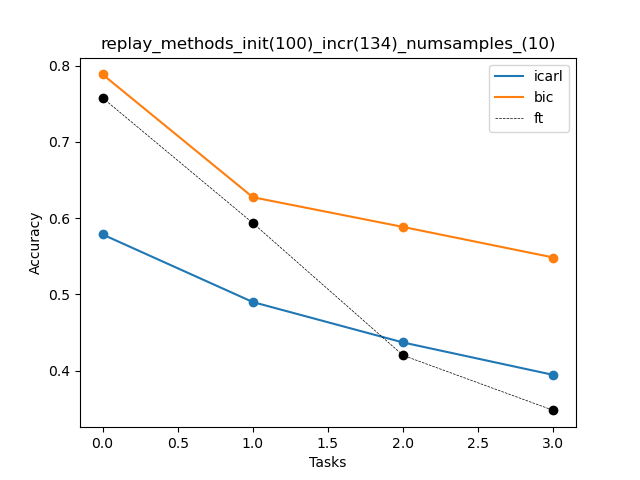 replay_methods_init(100)_incr(134)_numsamples_(10)
icarl
bic
ft
Accuracy
0.8
0.7
0.6
0.5
0.4
0.0 0.5 1.0 1.5 2.0 2.5 3.0
Tasks